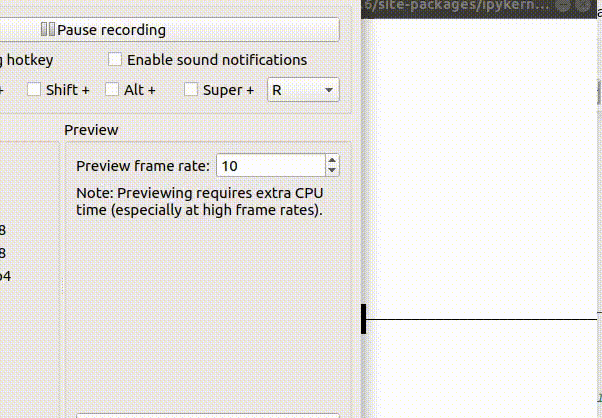 6/site-packages/ipykern...
Pause recording
g hotkey
Enable sound notifications
+
Shift +
Alt +
Super +
R
Preview
Preview frame rate: 10
Note: Previewing requires extra CPU
time (especially at high frame rates).
8
8
p4